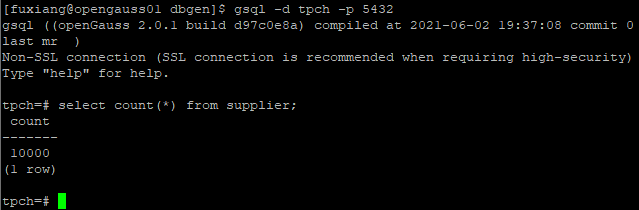 [fuxiang@opengauss01 dbgen]$ gsql -d tpch -p 5432
gsql ((openGauss 2.0.1 build d97c0e8a) compiled at 2021-06-02 19:37:08 commit 0
last mr  )
Non-SSL connection (SSL connection is recommended when requiring high-security)
Type "help" for help.
tpch=# select count(*) from supplier;
 count
-------
 10000
(1 row)
tpch=#